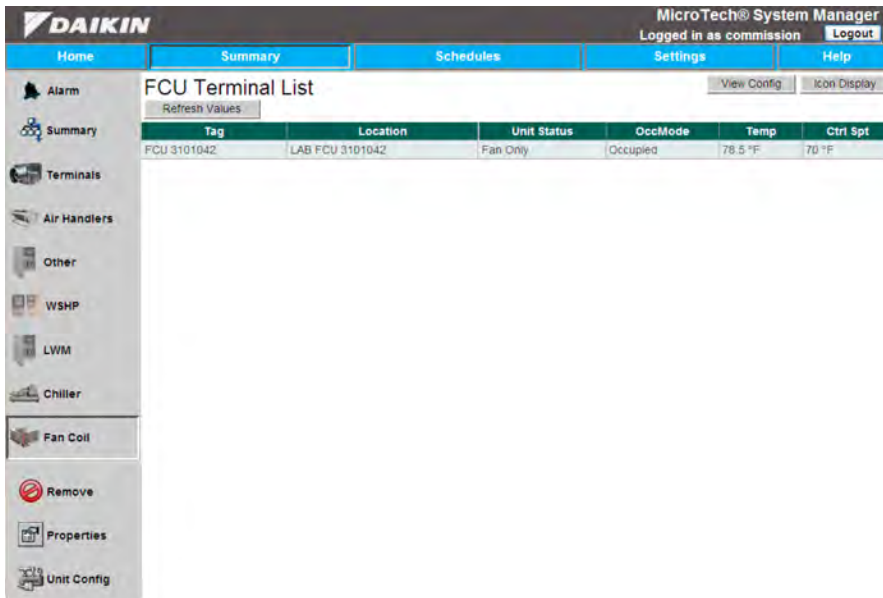 DAIKIN
MicroTech® System Manager
Logged in as commission Logout
Home Summary Schedules Settings Help
Alarm
Summary
Terminals
Air Handlers
Other
WSHP
LWM
Chiller
Fan Coil
Remove
Properties
Unit Config
FCU Terminal List
View Config Icon Display
Refresh Values
Tag Location Unit Status OccMode Temp Ctrl Spt
FCU 3101042 LAB FCU 3101042 Fan Only Occupied 78.5 °F 70 °F